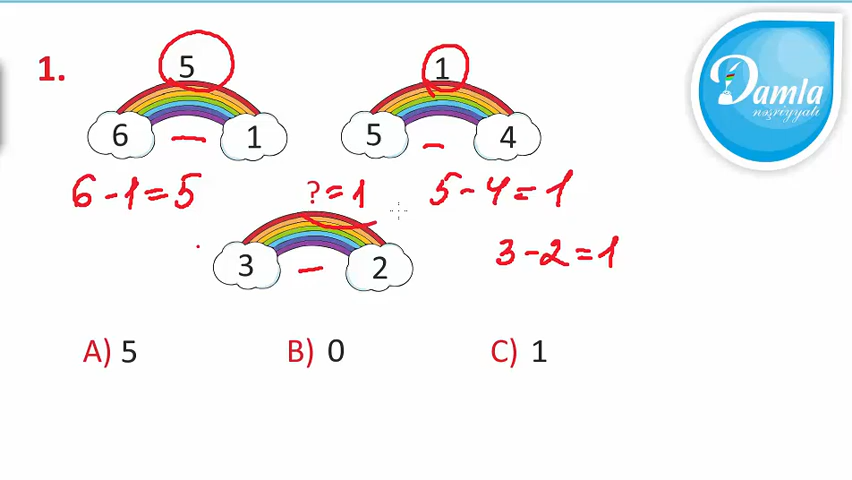 1.
5
1
6 — 1
5 - 4
Damla
nəşriyyatı
6-1=5
? = 1
5-4=1
3 - 2
3-2=1
A) 5
B) 0
C) 1